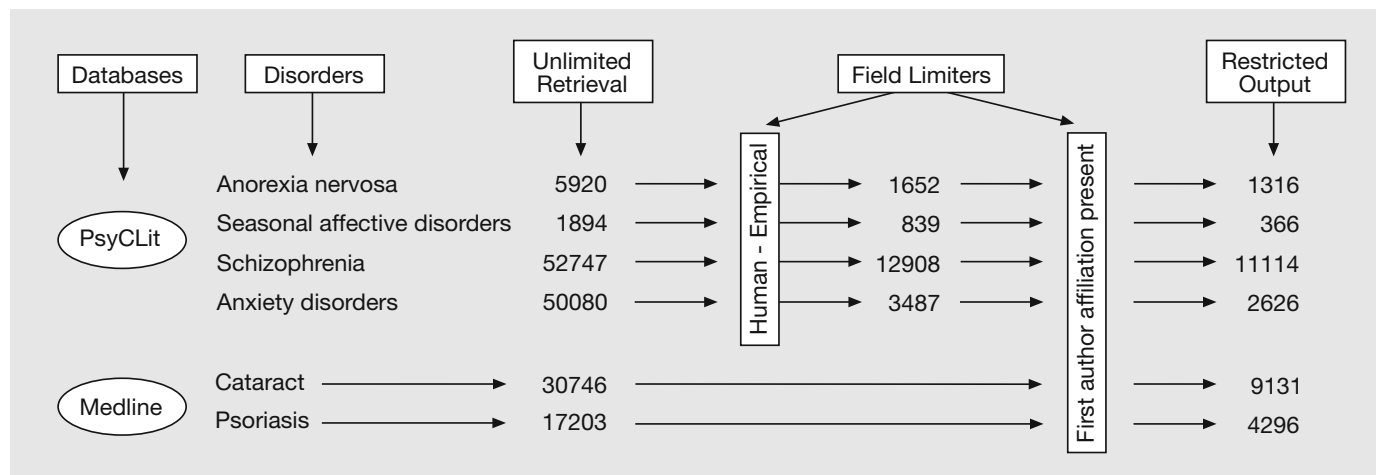 Databases
Disorders
Unlimited
Retrieval
Field Limiters
Restricted
Output
Human - Empirical
First author affiliation present
PsyCLit
Anorexia nervosa 5920 1652 1316
Seasonal affective disorders 1894 839 366
Schizophrenia 52747 12908 11114
Anxiety disorders 50080 3487 2626
Medline
Cataract 30746 9131
Psoriasis 17203 4296